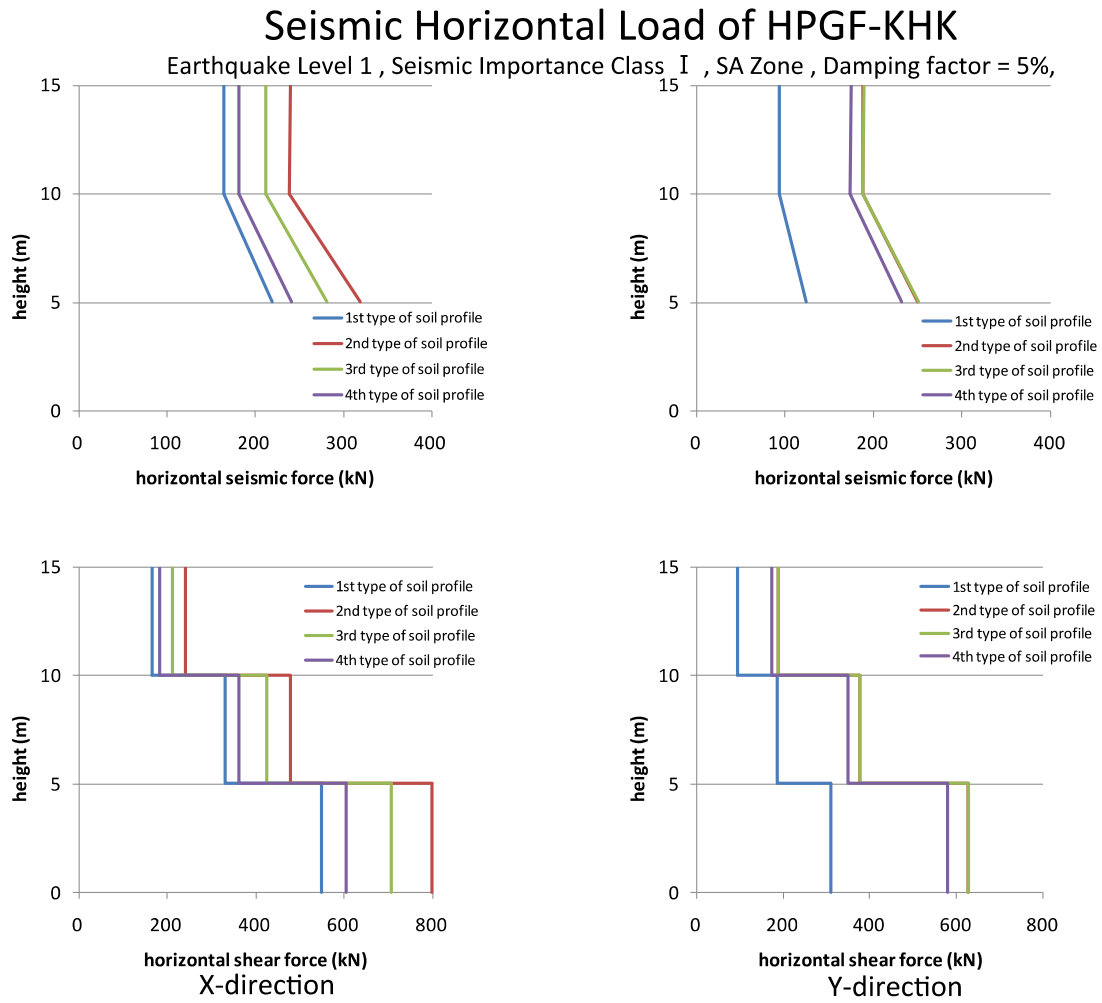 Seismic Horizontal Load of HPGF-KHK
Earthquake Level 1 , Seismic Importance Class Ⅰ , SA Zone , Damping factor = 5%,
15
10
5
0
height (m)
0 100 200 300 400
horizontal seismic force (kN)
1st type of soil profile
2nd type of soil profile
3rd type of soil profile
4th type of soil profile
15
10
5
0
height (m)
0 100 200 300 400
horizontal seismic force (kN)
1st type of soil profile
2nd type of soil profile
3rd type of soil profile
4th type of soil profile
15
10
5
0
height (m)
0 200 400 600 800
horizontal shear force (kN)
1st type of soil profile
2nd type of soil profile
3rd type of soil profile
4th type of soil profile
X-direction
15
10
5
0
height (m)
0 200 400 600 800
horizontal shear force (kN)
1st type of soil profile
2nd type of soil profile
3rd type of soil profile
4th type of soil profile
Y-direction